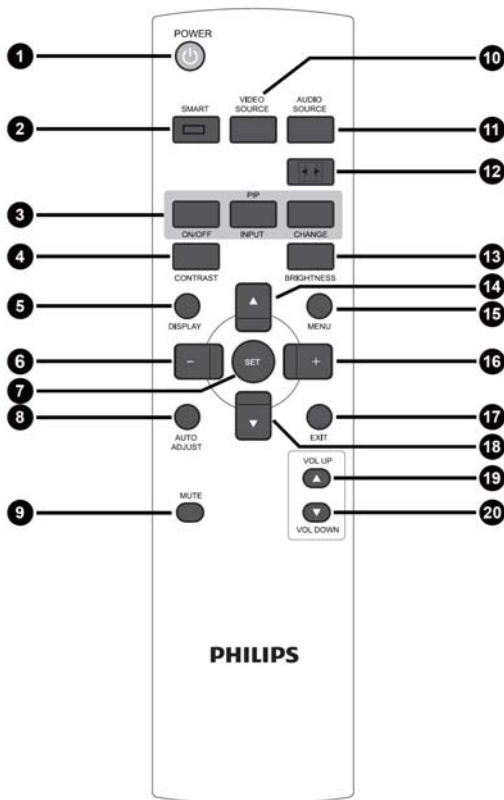 POWER
1
10
VIDEO SOURCE
AUDIO SOURCE
SMART
2
11
12
PIP
3
ON/OFF INPUT CHANGE
4
13
CONTRAST BRIGHTNESS
14
5
15
DISPLAY MENU
6
- +
16
SET
7
8
17
AUTO ADJUST
EXIT
18
VOL UP
19
MUTE
9
20
VOL DOWN
PHILIPS